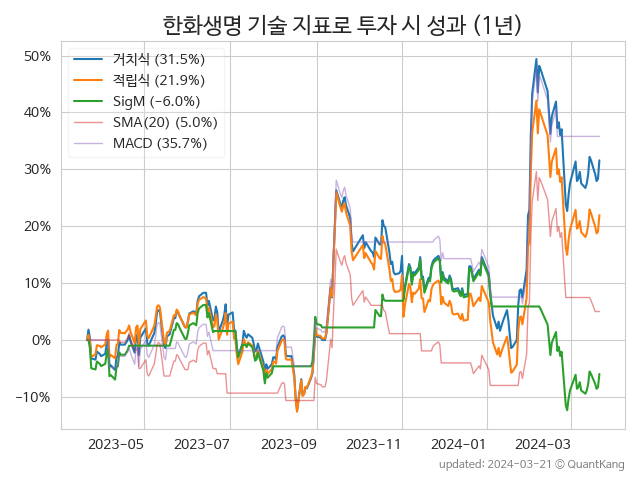 한화생명 기술 지표로 투자 시 성과 (1년)
거치식 (31.5%)
적립식 (21.9%)
SigM (−6.0%)
SMA(20) (5.0%)
MACD (35.7%)
50%
40%
30%
20%
10%
0%
−10%
2023-05 2023-07 2023-09 2023-11 2024-01 2024-03
updated: 2024-03-21 © QuantKang